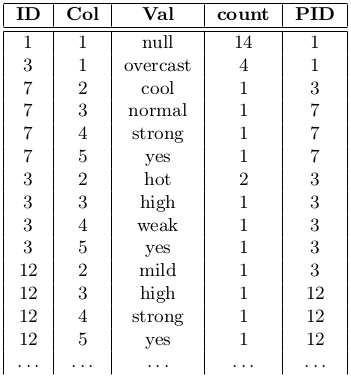 ID Col Val count PID
1 1 null 14 1
3 1 overcast 4 1
7 2 cool 1 3
7 3 normal 1 7
7 4 strong 1 7
7 5 yes 1 7
3 2 hot 2 3
3 3 high 1 3
3 4 weak 1 3
3 5 yes 1 3
12 2 mild 1 3
12 3 high 1 12
12 4 strong 1 12
12 5 yes 1 12
... ... ... ... ...